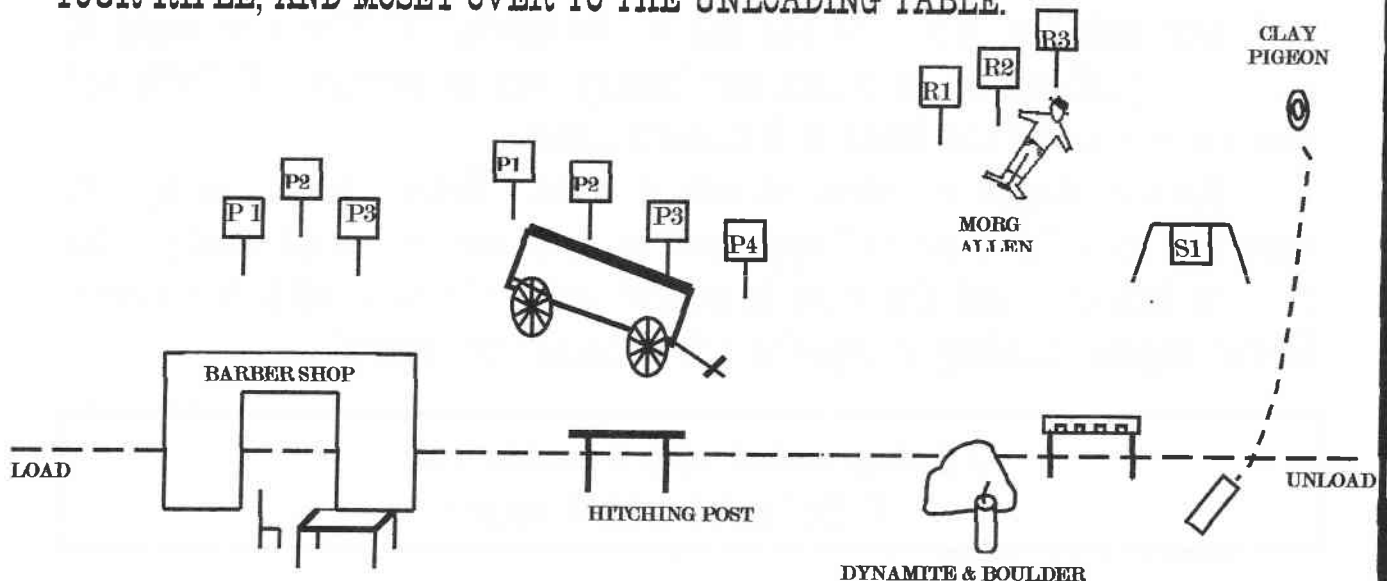 YOUR RIFLE, AND MOSEY OVER TO THE UNLOADING TABLE.
R3
CLAY
PIGEON
R2
R1
P1
P2
P2
P1
P3
P3
P4
MORG
ALLEN
S1
BARBER SHOP
LOAD
UNLOAD
HITCHING POST
DYNAMITE & BOULDER